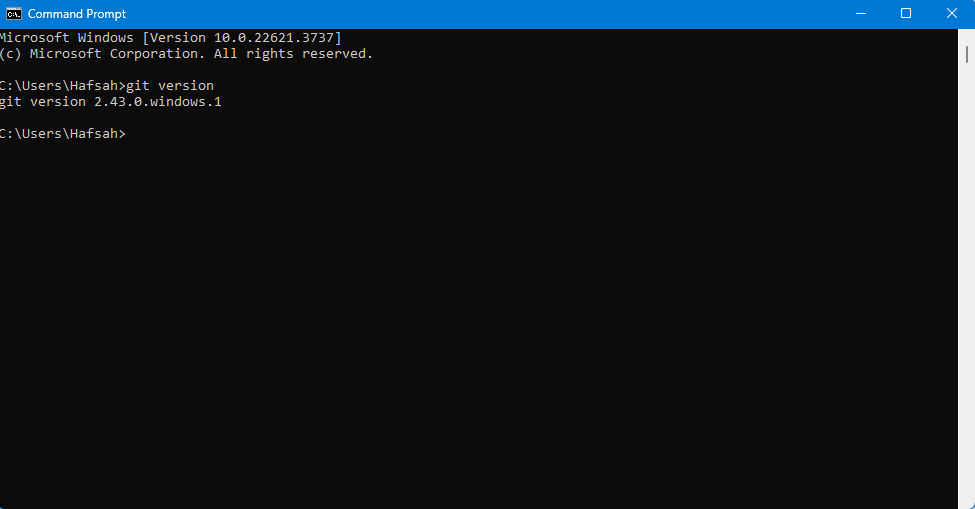 Command Prompt
Microsoft Windows [Version 10.0.22621.3737]
(c) Microsoft Corporation. All rights reserved.
C:\Users\Hafsah>git version
git version 2.43.0.windows.1
C:\Users\Hafsah>